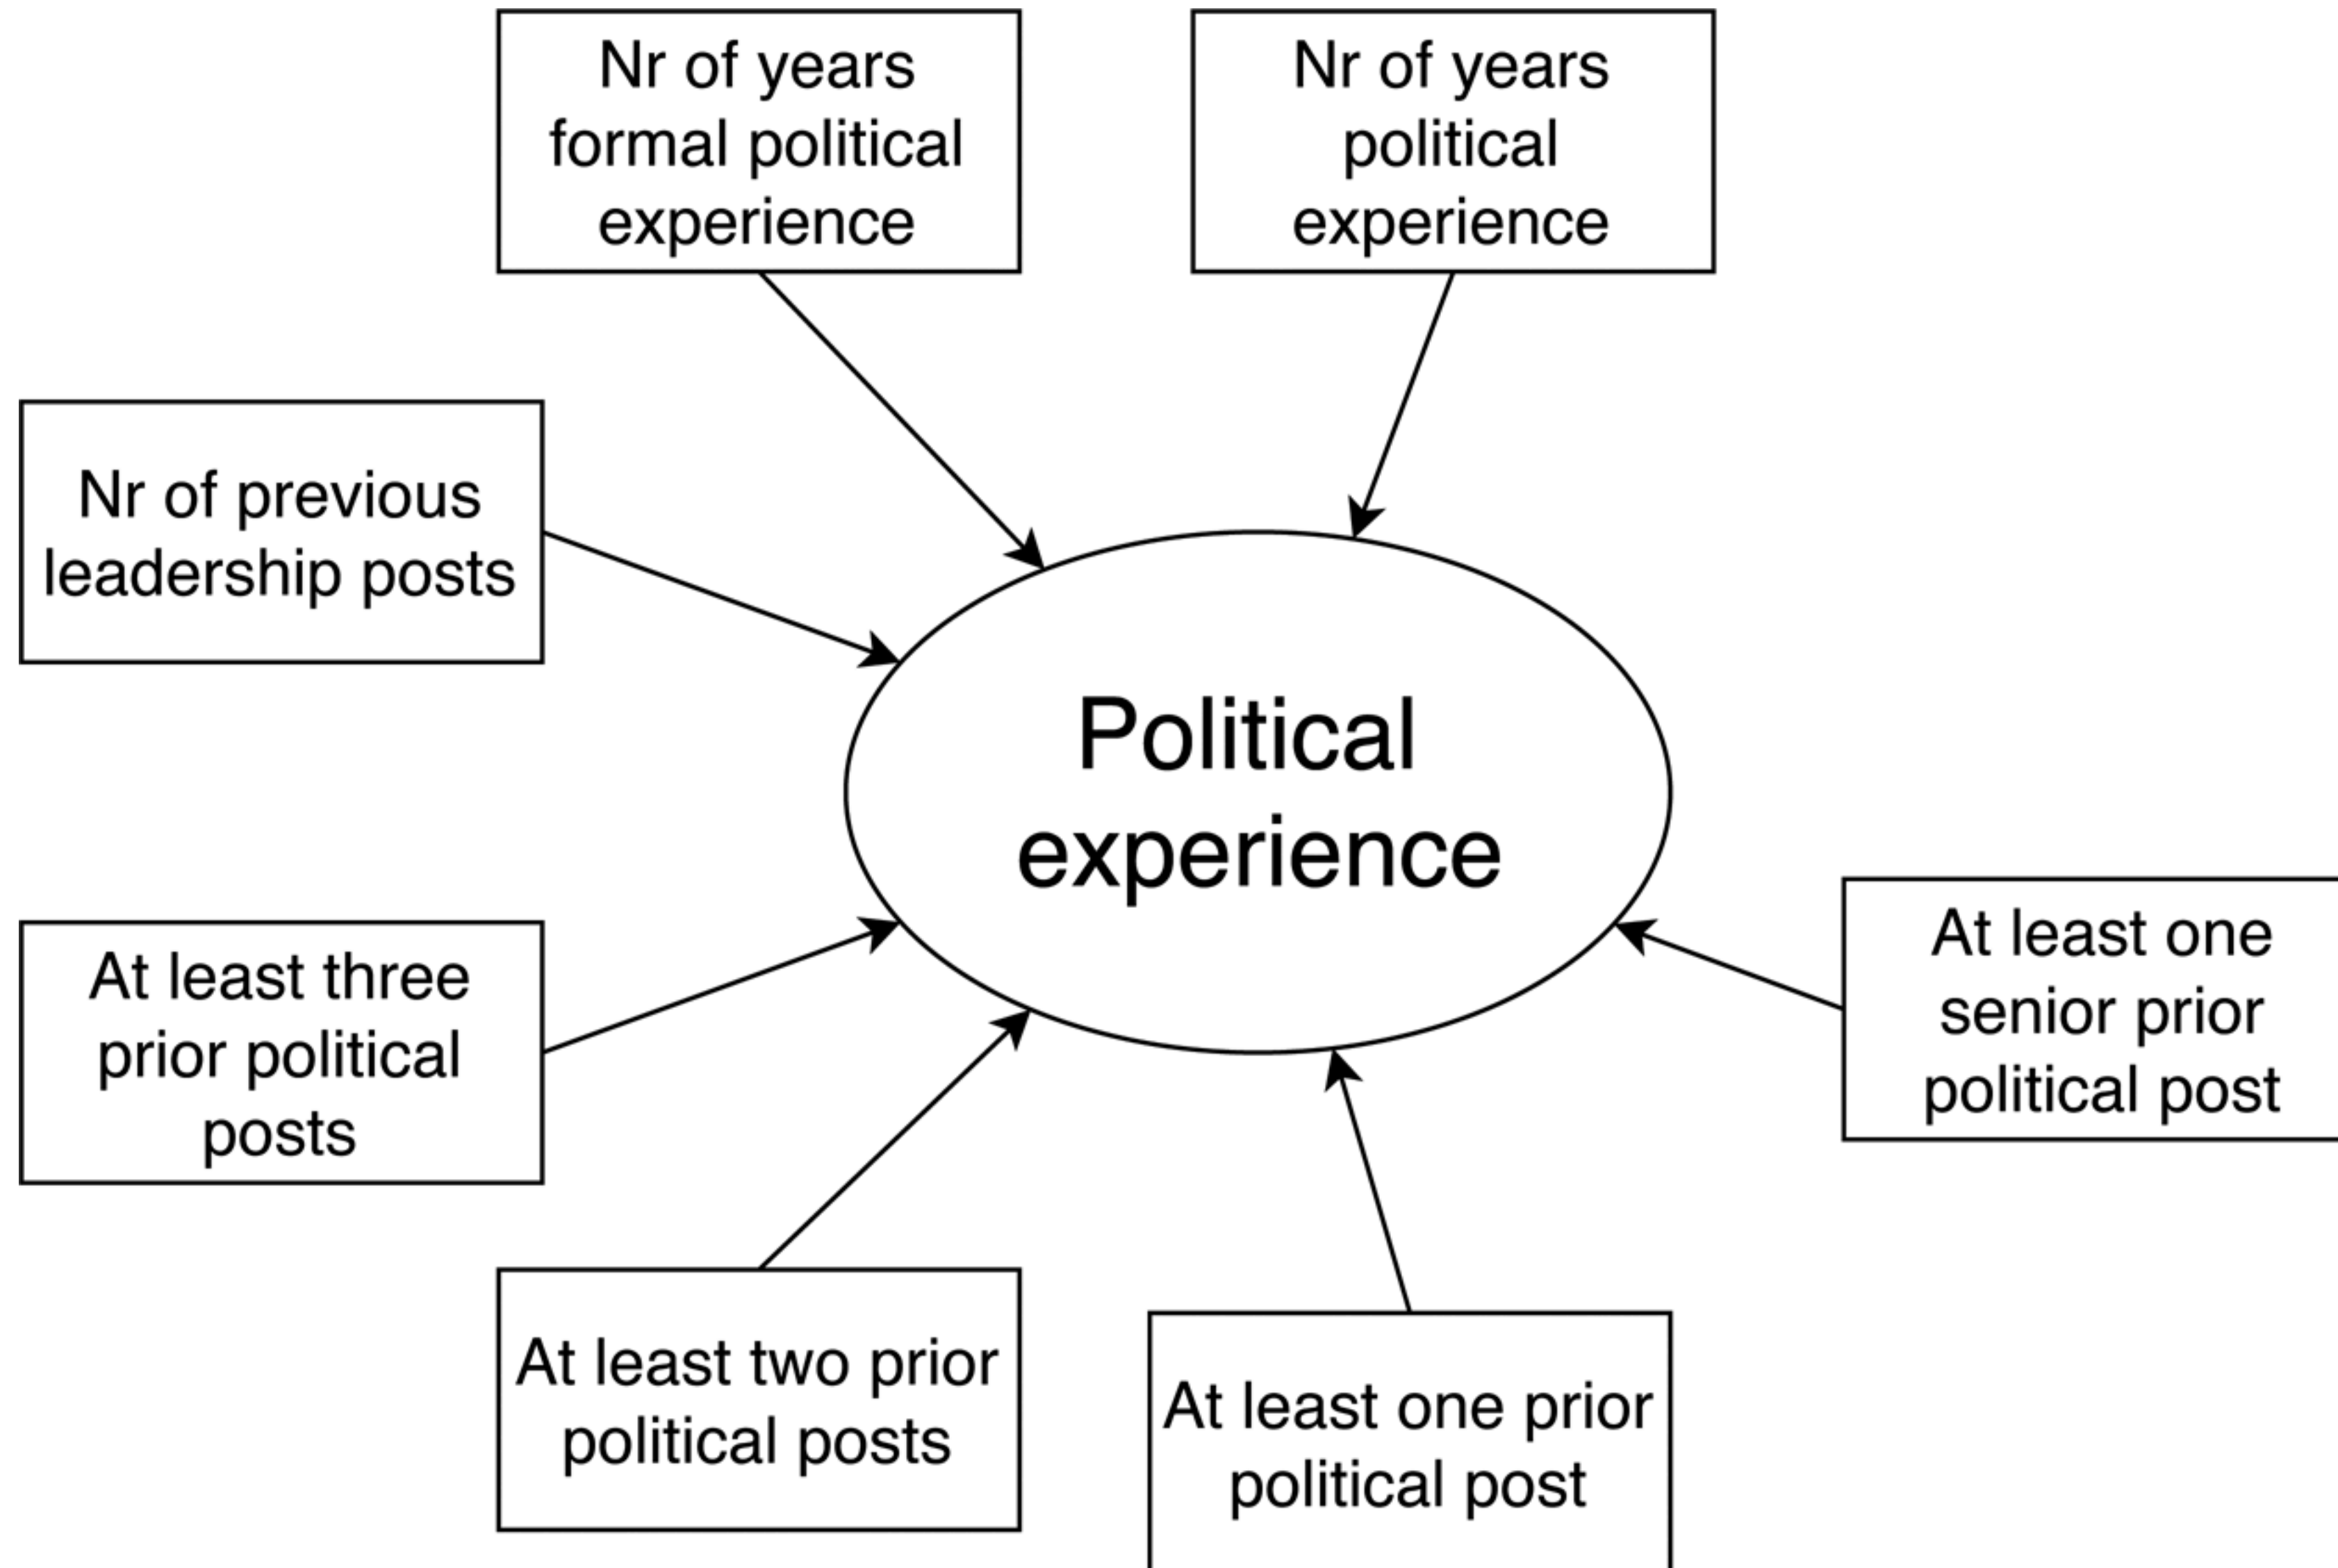 Nr of years
formal political
experience
Nr of years
political
experience
Nr of previous
leadership posts
Political
experience
At least three
prior political
posts
At least one
senior prior
political post
At least two prior
political posts
At least one prior
political post